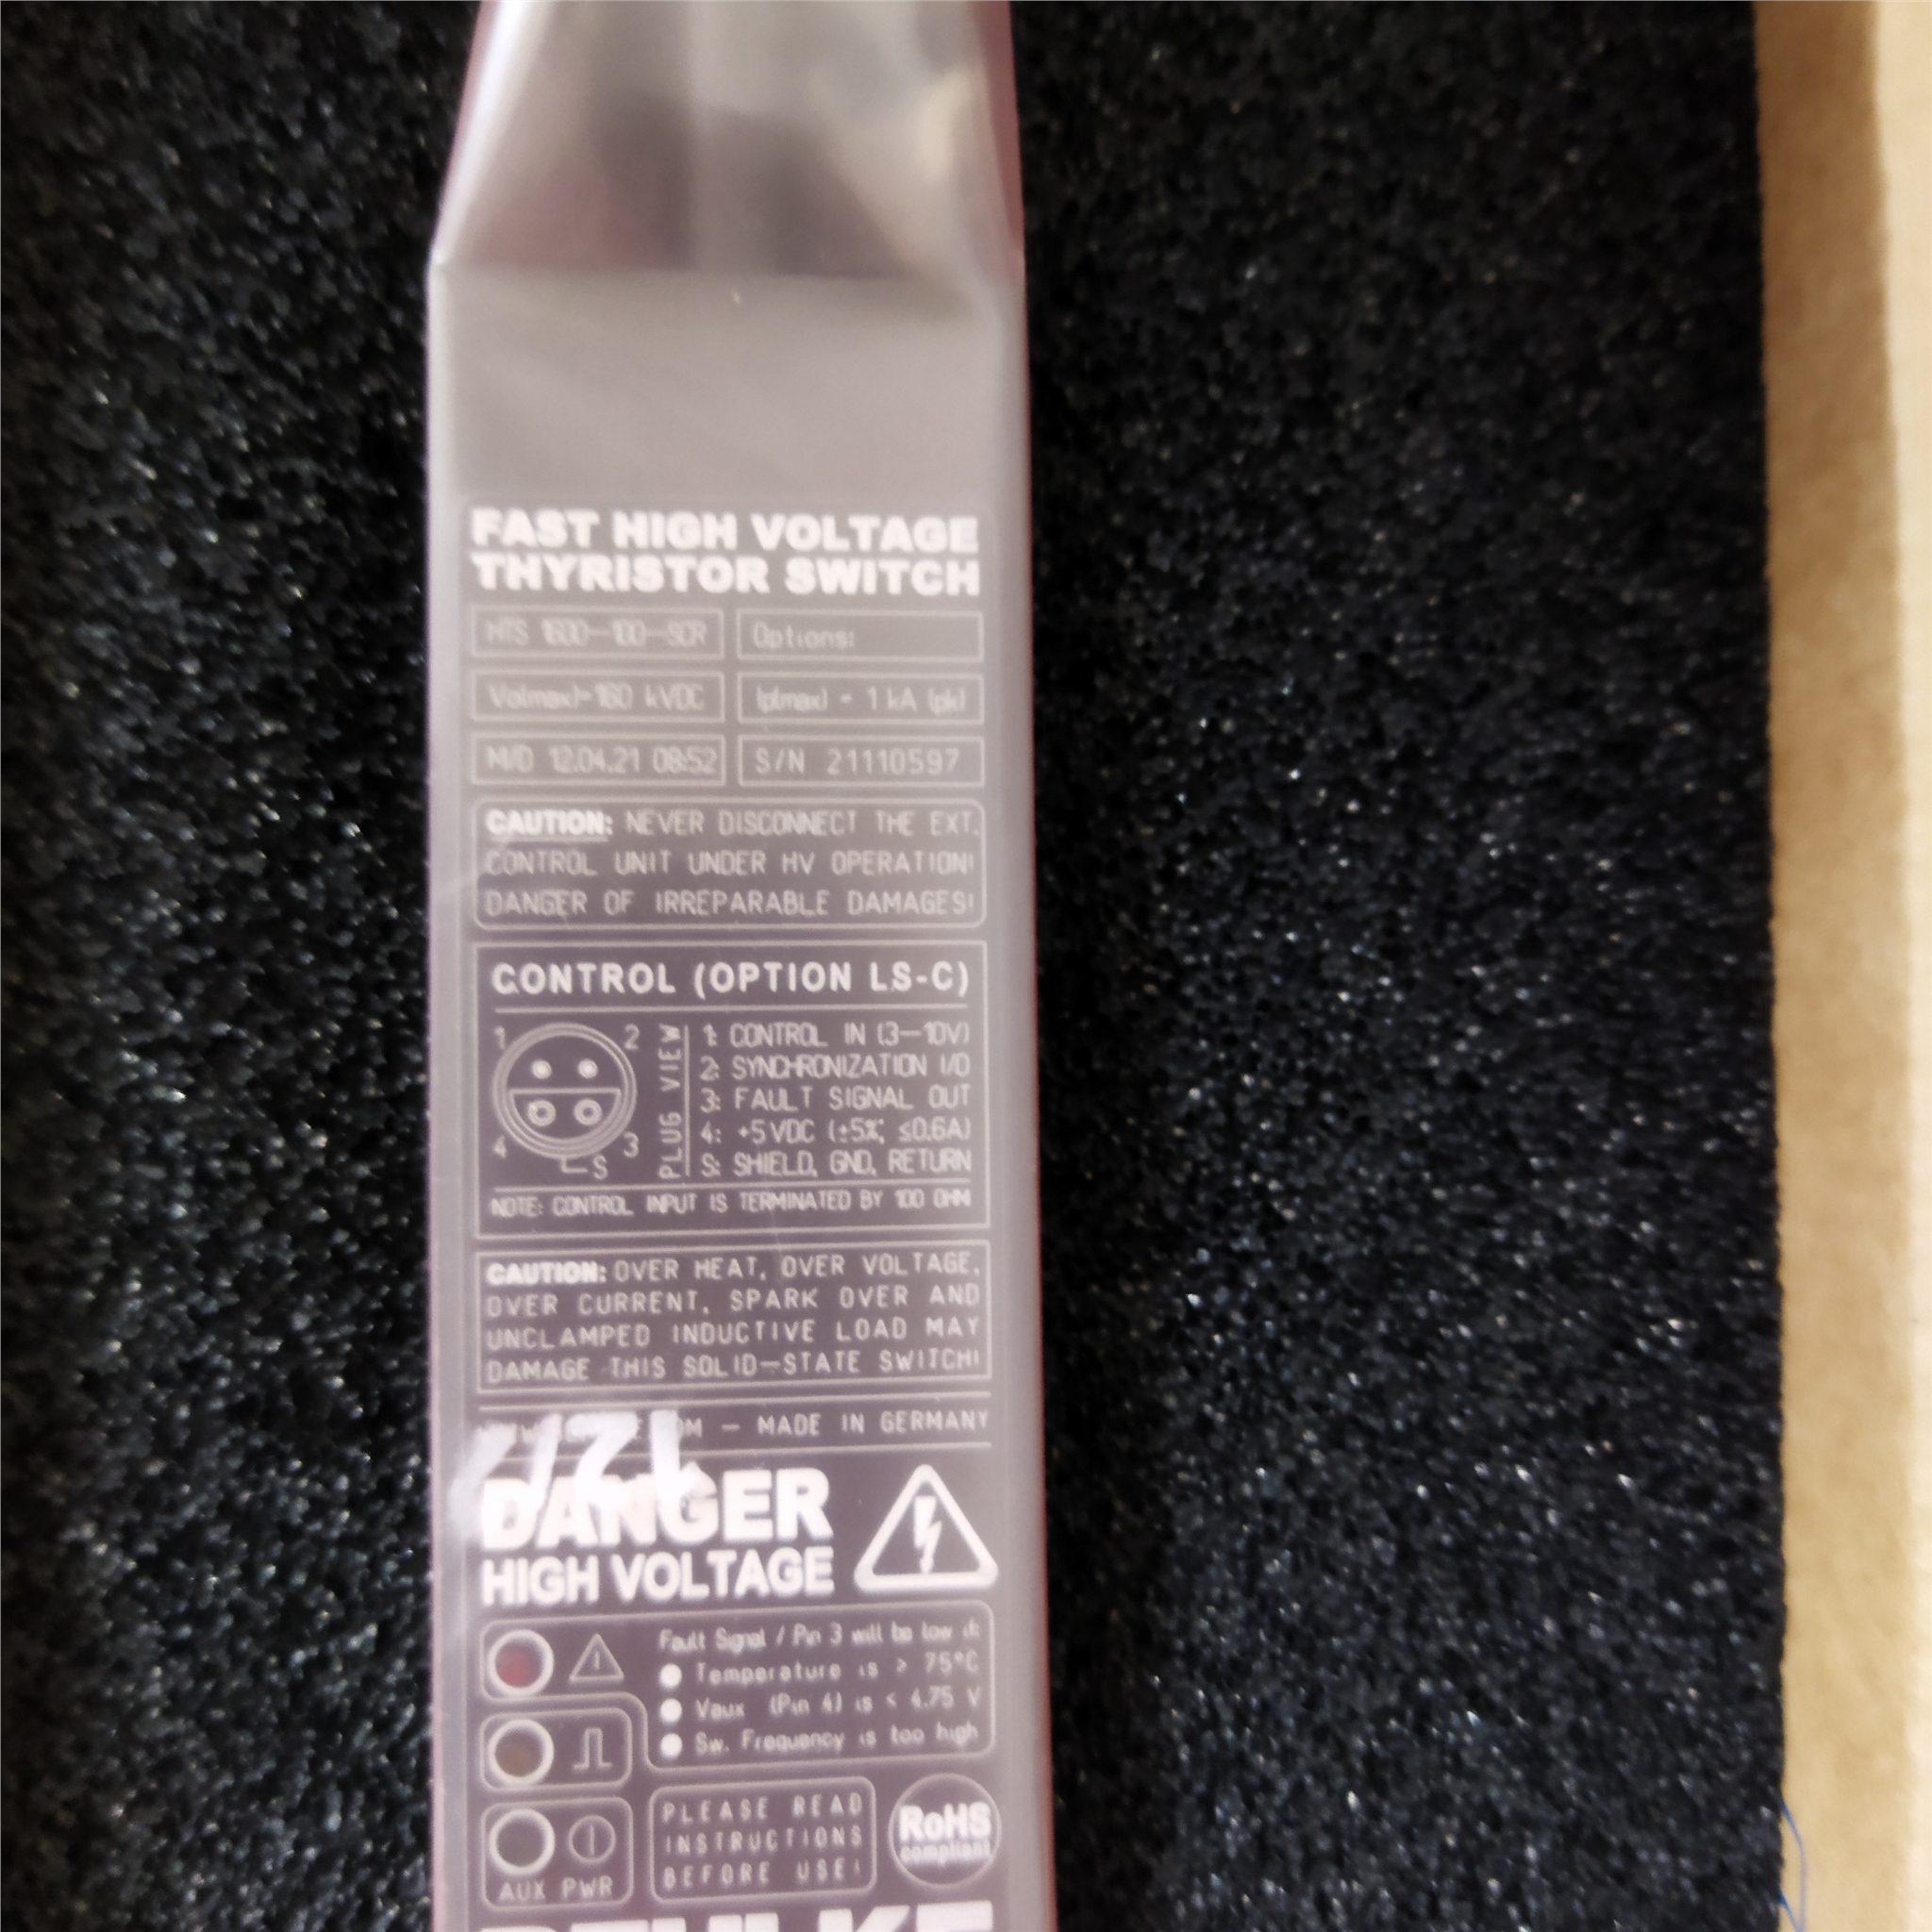 FAST HIGH VOLTAGE
THYRISTOR SWITCH
HTS 1600-100-SCR Options:
Vo(max)=160 kVDC Ip(max) = 1 kA (pk)
M/D 12.04.21 08:52 S/N 21110597
CAUTION: NEVER DISCONNECT THE EXT.
CONTROL UNIT UNDER HV OPERATION!
DANGER OF IRREPARABLE DAMAGES!
CONTROL (OPTION LS-C)
1 2
4 3
S
PLUG VIEW
1: CONTROL IN (3-10V)
2: SYNCHRONIZATION I/O
3: FAULT SIGNAL OUT
4: +5VDC (±5%, ≤0.6A)
S: SHIELD, GND, RETURN
NOTE: CONTROL INPUT IS TERMINATED BY 100 OHM
CAUTION: OVER HEAT, OVER VOLTAGE,
OVER CURRENT, SPARK OVER AND
UNCLAMPED INDUCTIVE LOAD MAY
DAMAGE THIS SOLID-STATE SWITCH!
- MADE IN GERMANY
DANGER
HIGH VOLTAGE
Fault Signal / Pin 3 will be low if:
Temperature is > 75°C
Vaux (Pin 4) is < 4.75 V
Sw. Frequency is too high
AUX PWR
PLEASE READ
INSTRUCTIONS
BEFORE USE!
RoHS
compliant